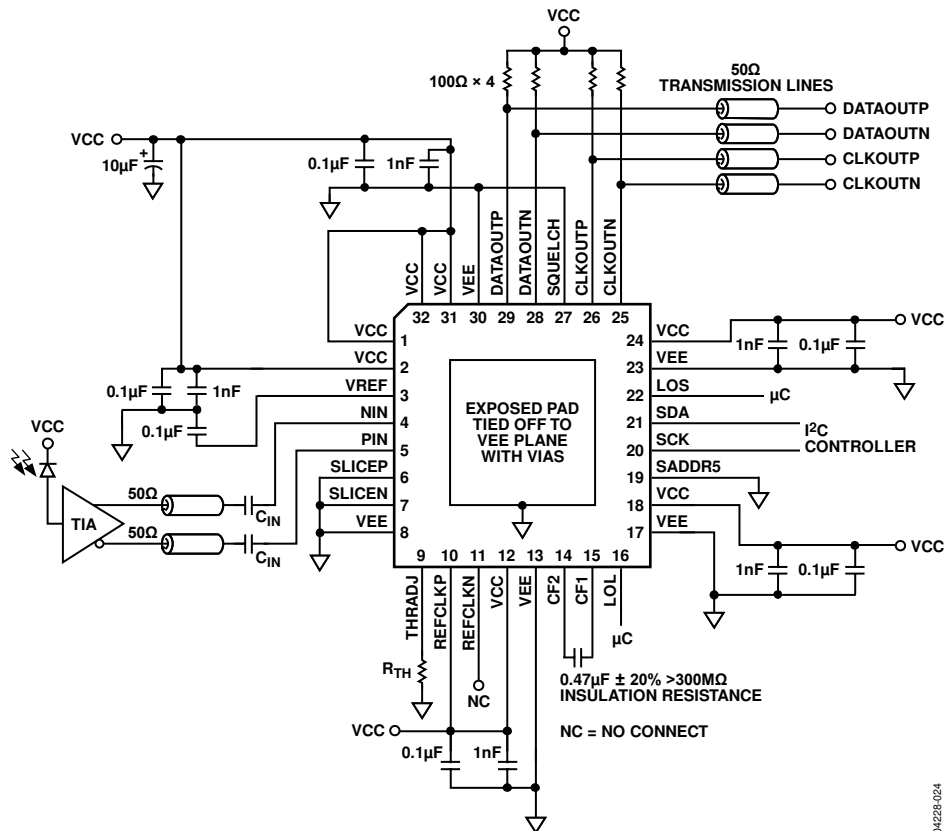 VCC
100Ω × 4
50Ω
TRANSMISSION LINES
DATAOUTP
DATAOUTN
CLKOUTP
CLKOUTN
VCC
+
10µF
0.1µF
1nF
VCC
VCC
VEE
DATAOUTP
DATAOUTN
SQUELCH
CLKOUTP
CLKOUTN
32
31
30
29
28
27
26
25
VCC
1
VCC
2
VREF
3
NIN
4
PIN
5
SLICEP
6
SLICEN
7
VEE
8
0.1µF
1nF
0.1µF
VCC
TIA
50Ω
CIN
50Ω
CIN
EXPOSED PAD
TIED OFF TO
VEE PLANE
WITH VIAS
24
VCC
23
VEE
22
LOS
21
SDA
20
SCK
19
SADDR5
18
VCC
17
VEE
1nF
0.1µF
VCC
µC
I2C
CONTROLLER
VCC
1nF
0.1µF
9
10
11
12
13
14
15
16
THRADJ
REFCLKP
REFCLKN
VCC
VEE
CF2
CF1
LOL
µC
RTH
NC
0.47µF ± 20% >300MΩ
INSULATION RESISTANCE
VCC
0.1µF
1nF
NC = NO CONNECT
04228-024